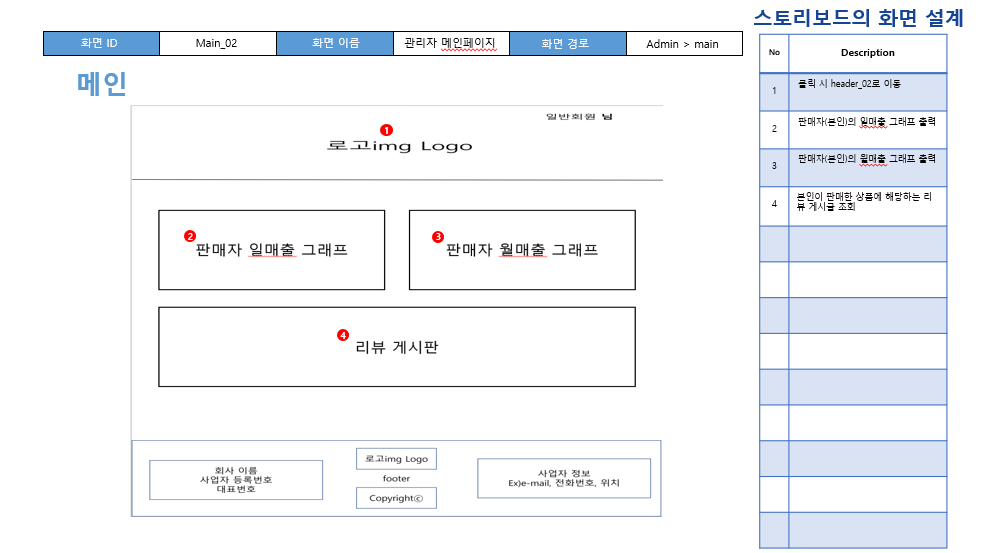 스토리보드의 화면 설계
화면 ID
Main_02
화면 이름
관리자 메인페이지
화면 경로
Admin > main
메인
일반회원 님
1
로고img Logo
2
판매자 일매출 그래프
3
판매자 월매출 그래프
4
리뷰 게시판
회사 이름
사업자 등록번호
대표번호
로고img Logo
footer
Copyrightⓒ
사업자 정보
Ex)e-mail, 전화번호, 위치
No
Description
1
클릭 시 header_02로 이동
2
판매자(본인)의 일매출 그래프 출력
3
판매자(본인)의 월매출 그래프 출력
4
본인이 판매한 상품에 해당하는 리
뷰 게시글 조회